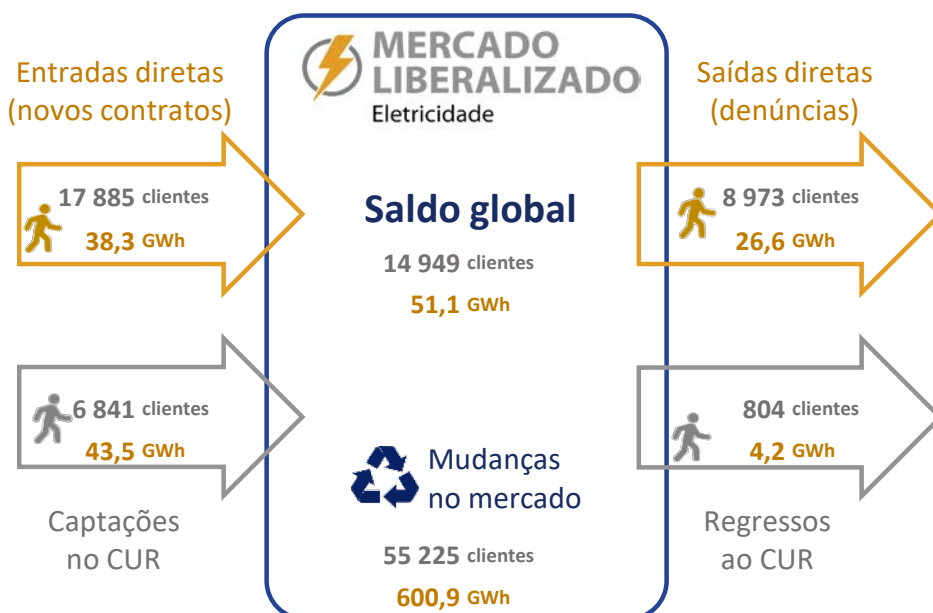 MERCADO
LIBERALIZADO
Eletricidade
Entradas diretas
(novos contratos)
17 885 clientes
38,3 GWh
Saídas diretas
(denúncias)
8 973 clientes
26,6 GWh
Saldo global
14 949 clientes
51,1 GWh
6 841 clientes
43,5 GWh
Captações
no CUR
804 clientes
4,2 GWh
Regressos
ao CUR
Mudanças
no mercado
55 225 clientes
600,9 GWh